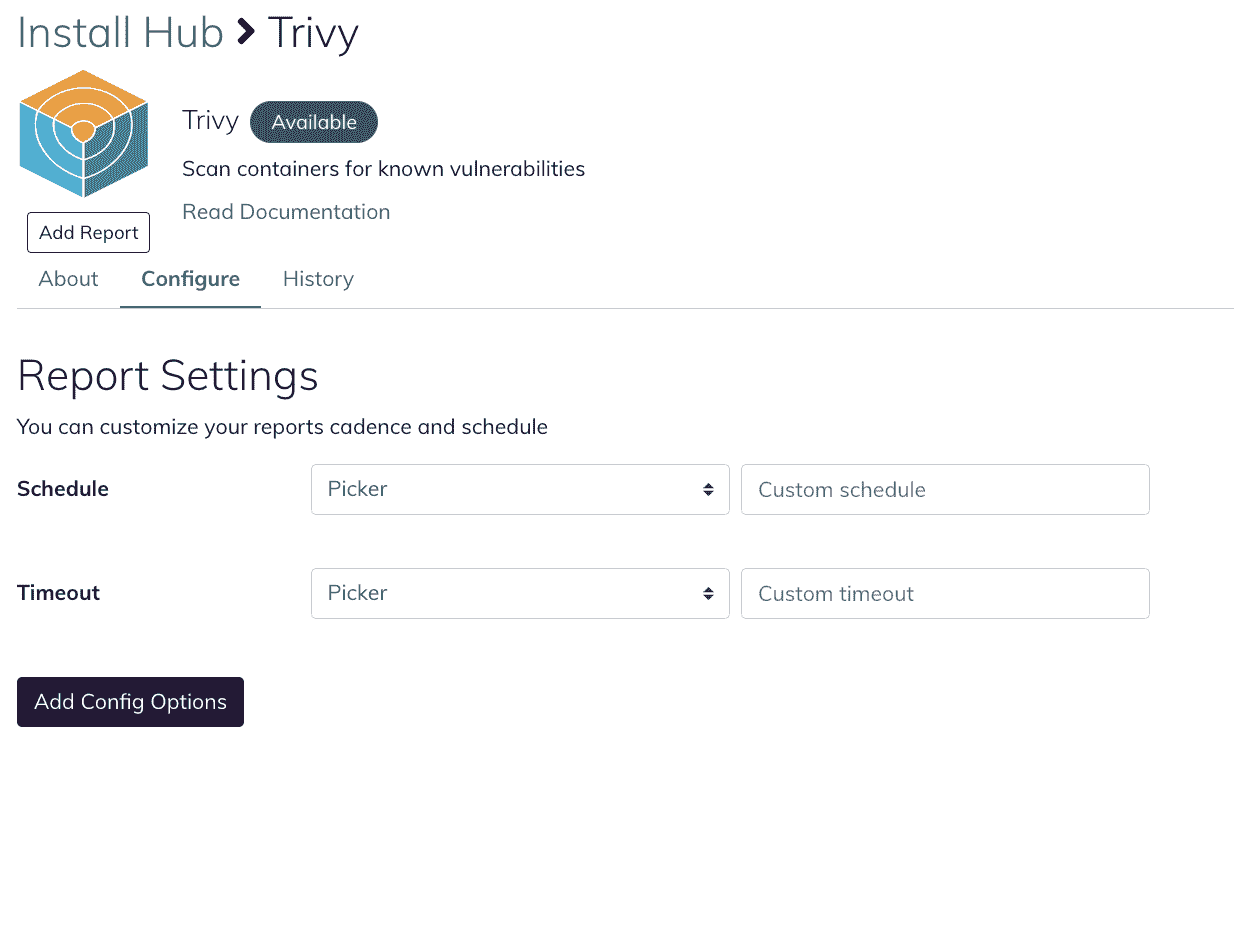 Install Hub > Trivy
Trivy Available
Scan containers for known vulnerabilities
Read Documentation
Add Report
About Configure History
Report Settings
You can customize your reports cadence and schedule
Schedule Picker Custom schedule
Timeout Picker Custom timeout
Add Config Options